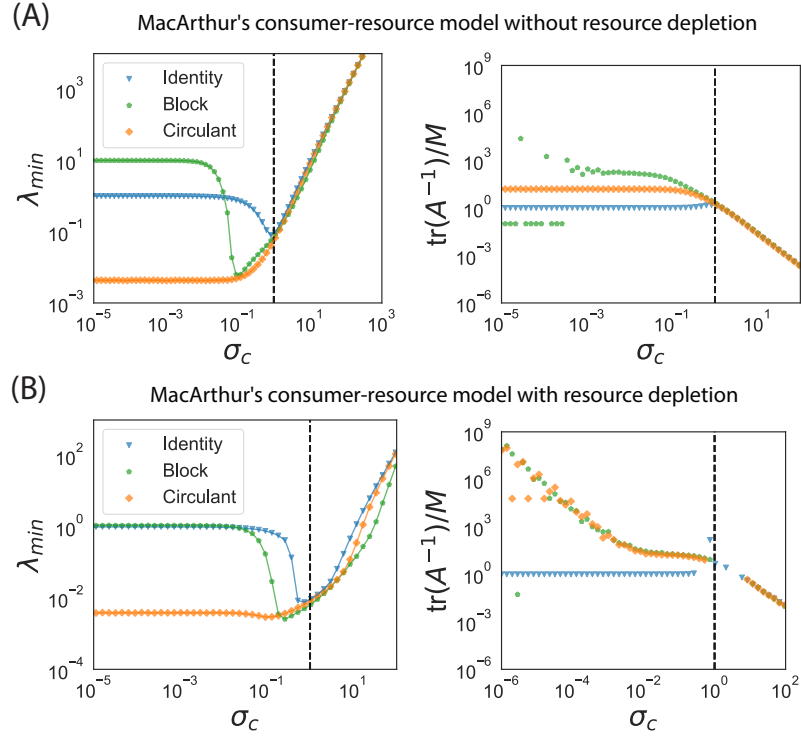 (A)
MacArthur's consumer-resource model without resource depletion
λ_min
10^3
10^1
10^-1
10^-3
Identity
Block
Circulant
10^-5
10^-3
10^-1
10^1
10^3
σ_c
tr(A^-1)/M
10^9
10^6
10^3
10^0
10^-3
10^-6
10^-5
10^-3
10^-1
10^1
σ_c
(B)
MacArthur's consumer-resource model with resource depletion
λ_min
10^2
10^0
10^-2
10^-4
Identity
Block
Circulant
10^-5
10^-3
10^-1
10^1
σ_c
tr(A^-1)/M
10^9
10^6
10^3
10^0
10^-3
10^-6
10^-6
10^-4
10^-2
10^0
10^2
σ_c